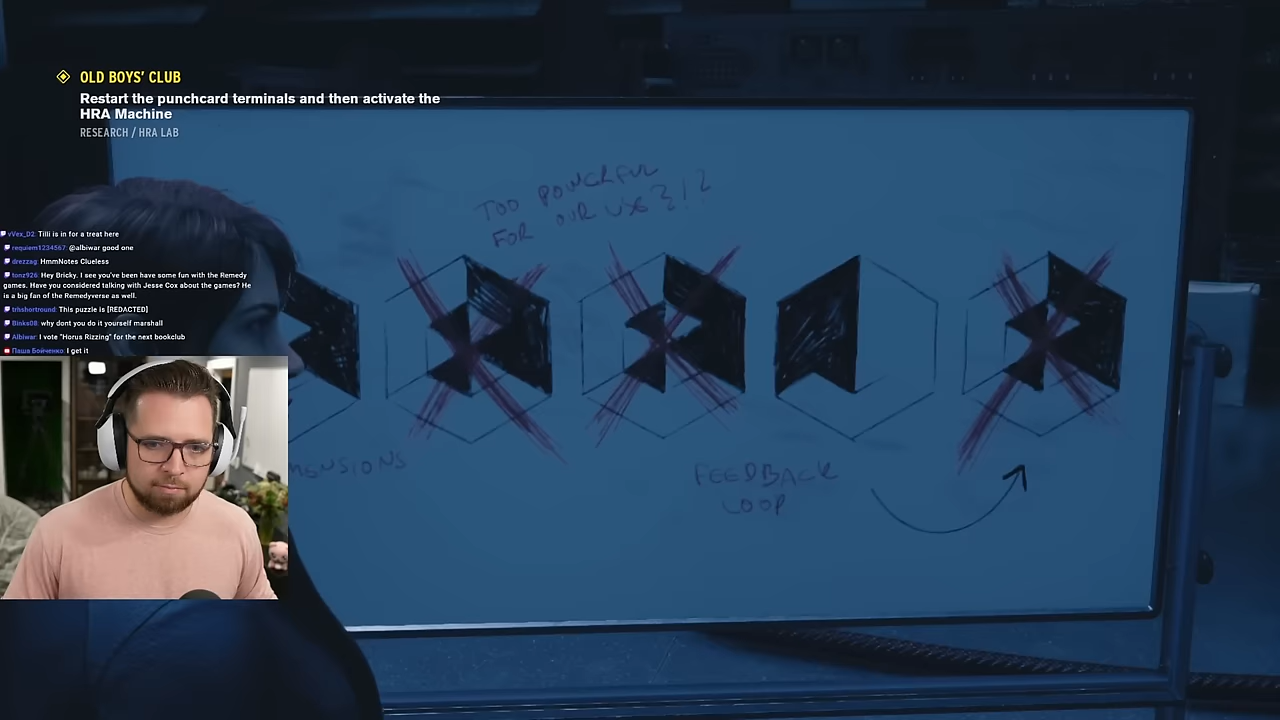 OLD BOYS' CLUB
Restart the punchcard terminals and then activate the
HRA Machine
RESEARCH / HRA LAB
TOO POWERFUL
FOR OUR USE?!?
vVex_D2: Tilli is in for a treat here
requiem1234567: @albiwar good one
drezzag: HmmNotes Clueless
tonz926: Hey Bricky, I see you've been have some fun with the Remedy
games. Have you considered talking with Jesse Cox about the games? He
is a big fan of the Remedyverse as well.
trhshortround: This puzzle is [REDACTED]
Binks08: why dont you do it yourself marshall
Albiwar: I vote "Horus Rizzing" for the next bookclub
Паша Бойченко: I get it
MENSIONS
FEEDBACK
LOOP